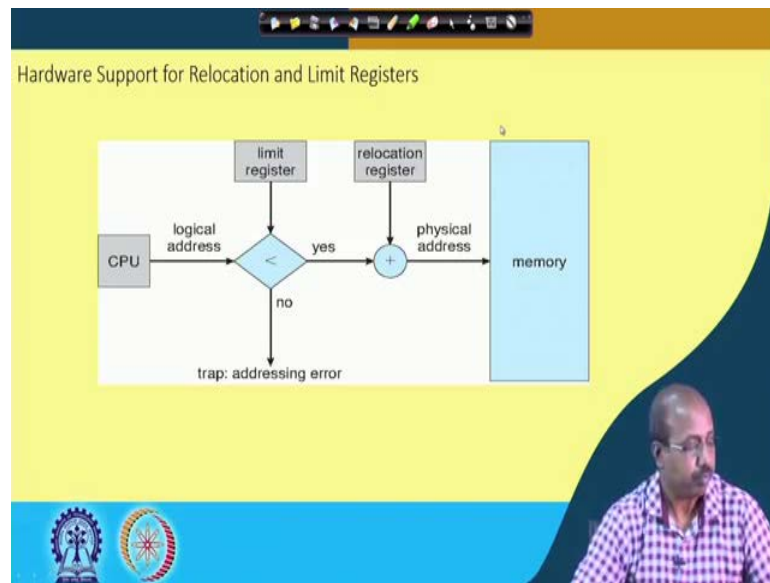 Hardware Support for Relocation and Limit Registers
limit
register
relocation
register
logical
address
physical
address
CPU
<
yes
+
memory
no
trap: addressing error